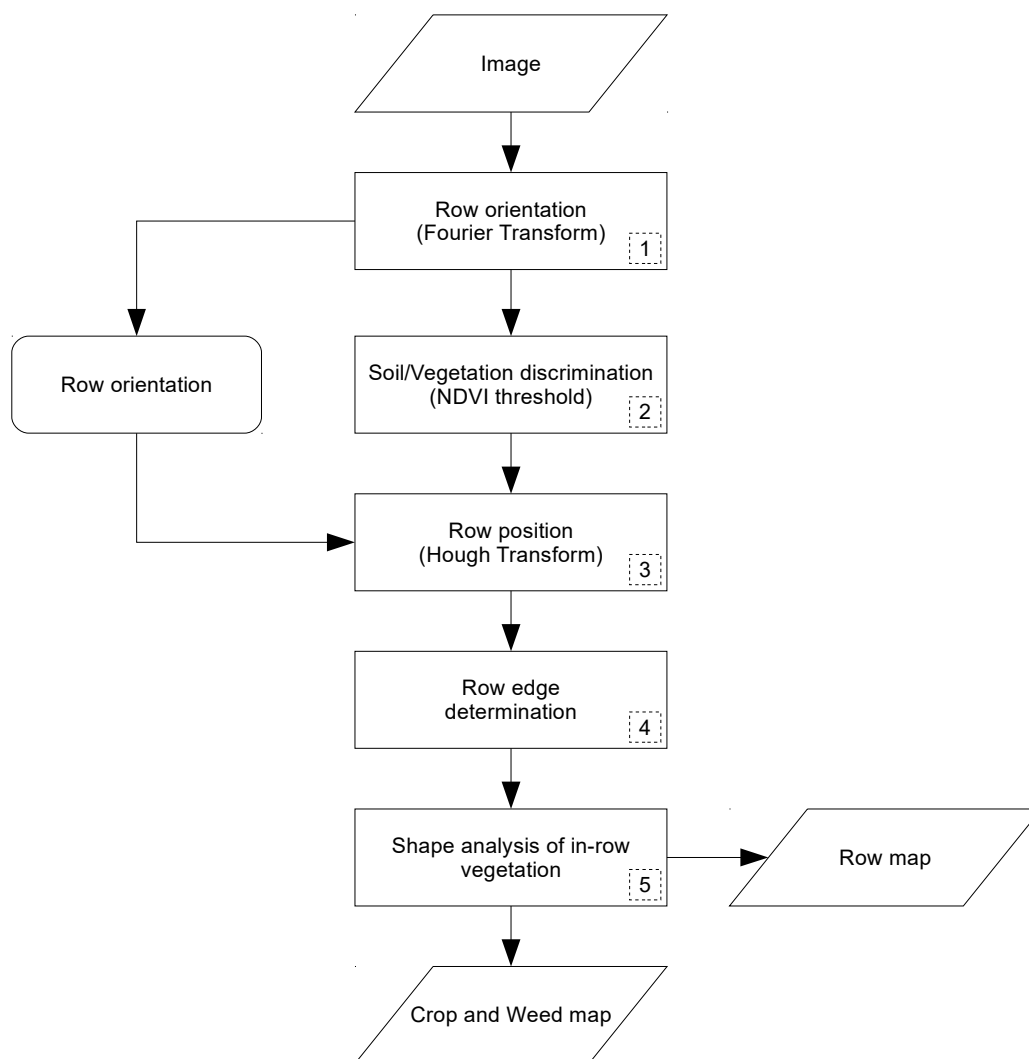 Image
Row orientation
(Fourier Transform)
1
Row orientation
Soil/Vegetation discrimination
(NDVI threshold)
2
Row position
(Hough Transform)
3
Row edge
determination
4
Shape analysis of in-row
vegetation
5
Row map
Crop and Weed map